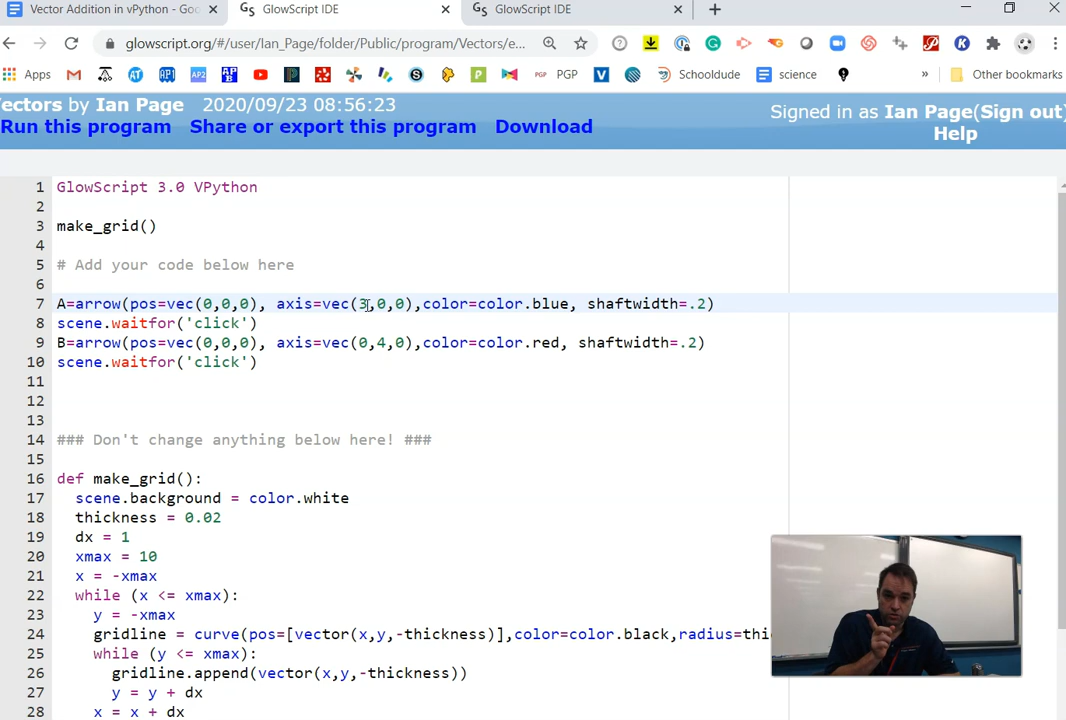 Vector Addition in vPython - Goo
GlowScript IDE
GlowScript IDE
glowscript.org/#/user/Ian_Page/folder/Public/program/Vectors/e...
Apps
PGP
Schooldude
science
»
Other bookmarks
ectors by Ian Page 2020/09/23 08:56:23
Signed in as Ian Page(Sign out)
Run this program Share or export this program Download
Help
1 GlowScript 3.0 VPython
2
3 make_grid()
4
5 # Add your code below here
6
7 A=arrow(pos=vec(0,0,0), axis=vec(3,0,0),color=color.blue, shaftwidth=.2)
8 scene.waitfor('click')
9 B=arrow(pos=vec(0,0,0), axis=vec(0,4,0),color=color.red, shaftwidth=.2)
10 scene.waitfor('click')
11
12
13
14 ### Don't change anything below here! ###
15
16 def make_grid():
17 scene.background = color.white
18 thickness = 0.02
19 dx = 1
20 xmax = 10
21 x = -xmax
22 while (x <= xmax):
23 y = -xmax
24 gridline = curve(pos=[vector(x,y,-thickness)],color=color.black,radius=thi
25 while (y <= xmax):
26 gridline.append(vector(x,y,-thickness))
27 y = y + dx
28 x = x + dx